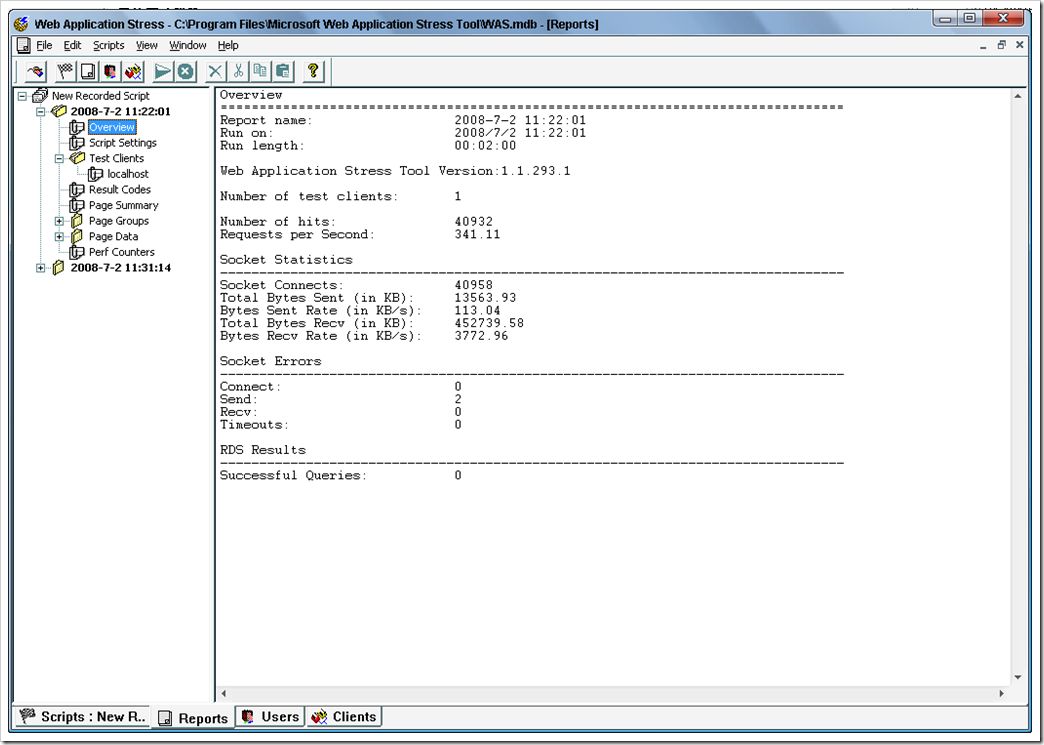 Web Application Stress - C:\Program Files\Microsoft Web Application Stress Tool\WAS.mdb - [Reports]
File Edit Scripts View Window Help
New Recorded Script
2008-7-2 11:22:01
Overview
Script Settings
Test Clients
localhost
Result Codes
Page Summary
Page Groups
Page Data
Perf Counters
2008-7-2 11:31:14
Overview
================================================================================
Report name: 2008-7-2 11:22:01
Run on: 2008/7/2 11:22:01
Run length: 00:02:00
Web Application Stress Tool Version:1.1.293.1
Number of test clients: 1
Number of hits: 40932
Requests per Second: 341.11
Socket Statistics
--------------------------------------------------------------------------------
Socket Connects: 40958
Total Bytes Sent (in KB): 13563.93
Bytes Sent Rate (in KB/s): 113.04
Total Bytes Recv (in KB): 452739.58
Bytes Recv Rate (in KB/s): 3772.96
Socket Errors
--------------------------------------------------------------------------------
Connect: 0
Send: 2
Recv: 0
Timeouts: 0
RDS Results
--------------------------------------------------------------------------------
Successful Queries: 0
Scripts : New R.. Reports Users Clients